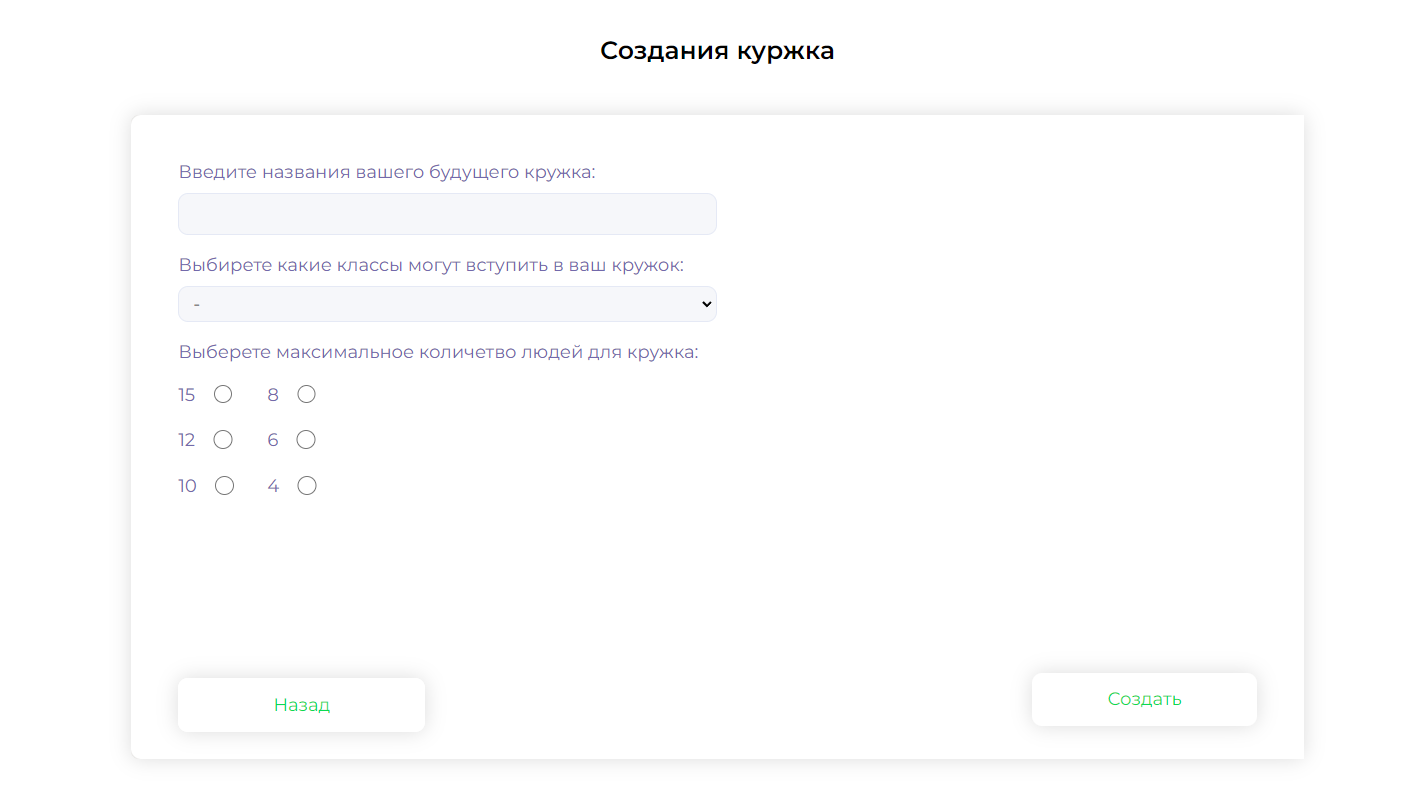 Создания куржка
Введите названия вашего будущего кружка:
Выбирете какие классы могут вступить в ваш кружок:
-
Выберете максимальное количетво людей для кружка:
15 8
12 6
10 4
Назад
Создать